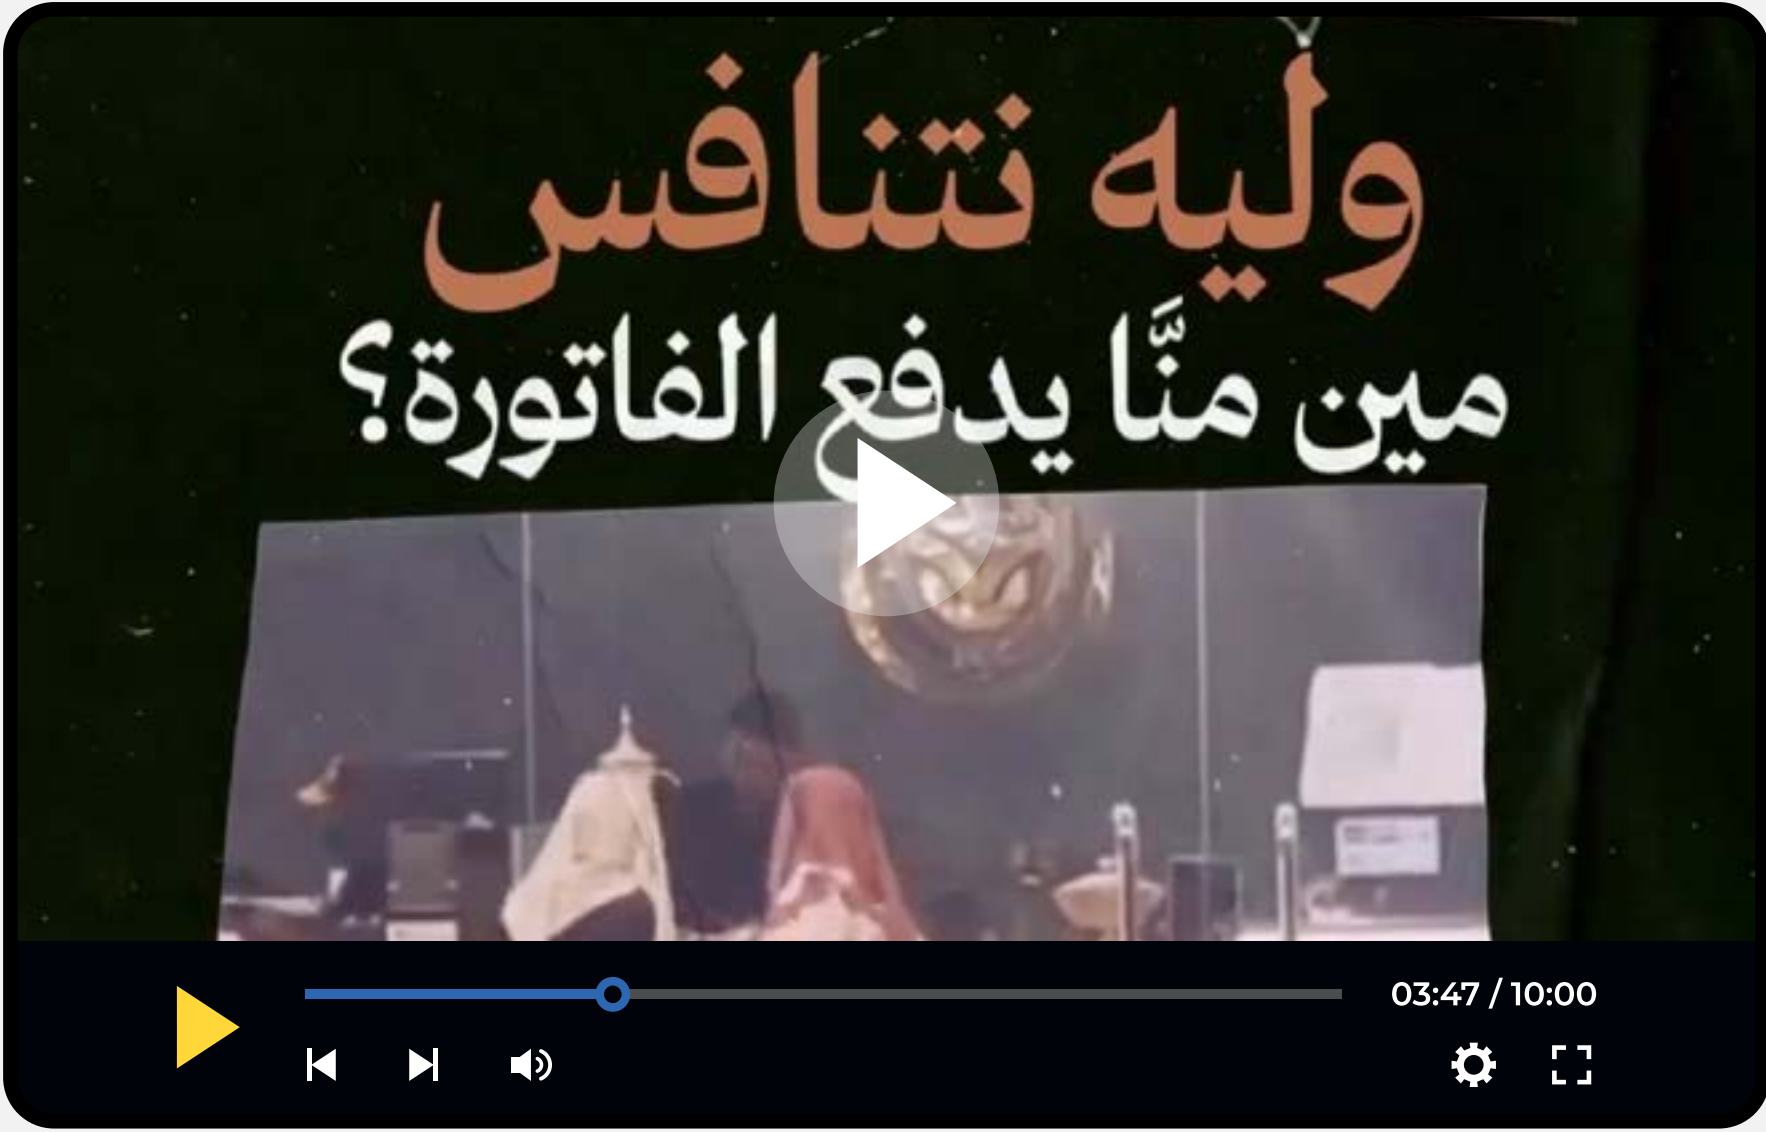 وليه نتنافس
مين منَّا يدفع الفاتورة؟
03:47 / 10:00